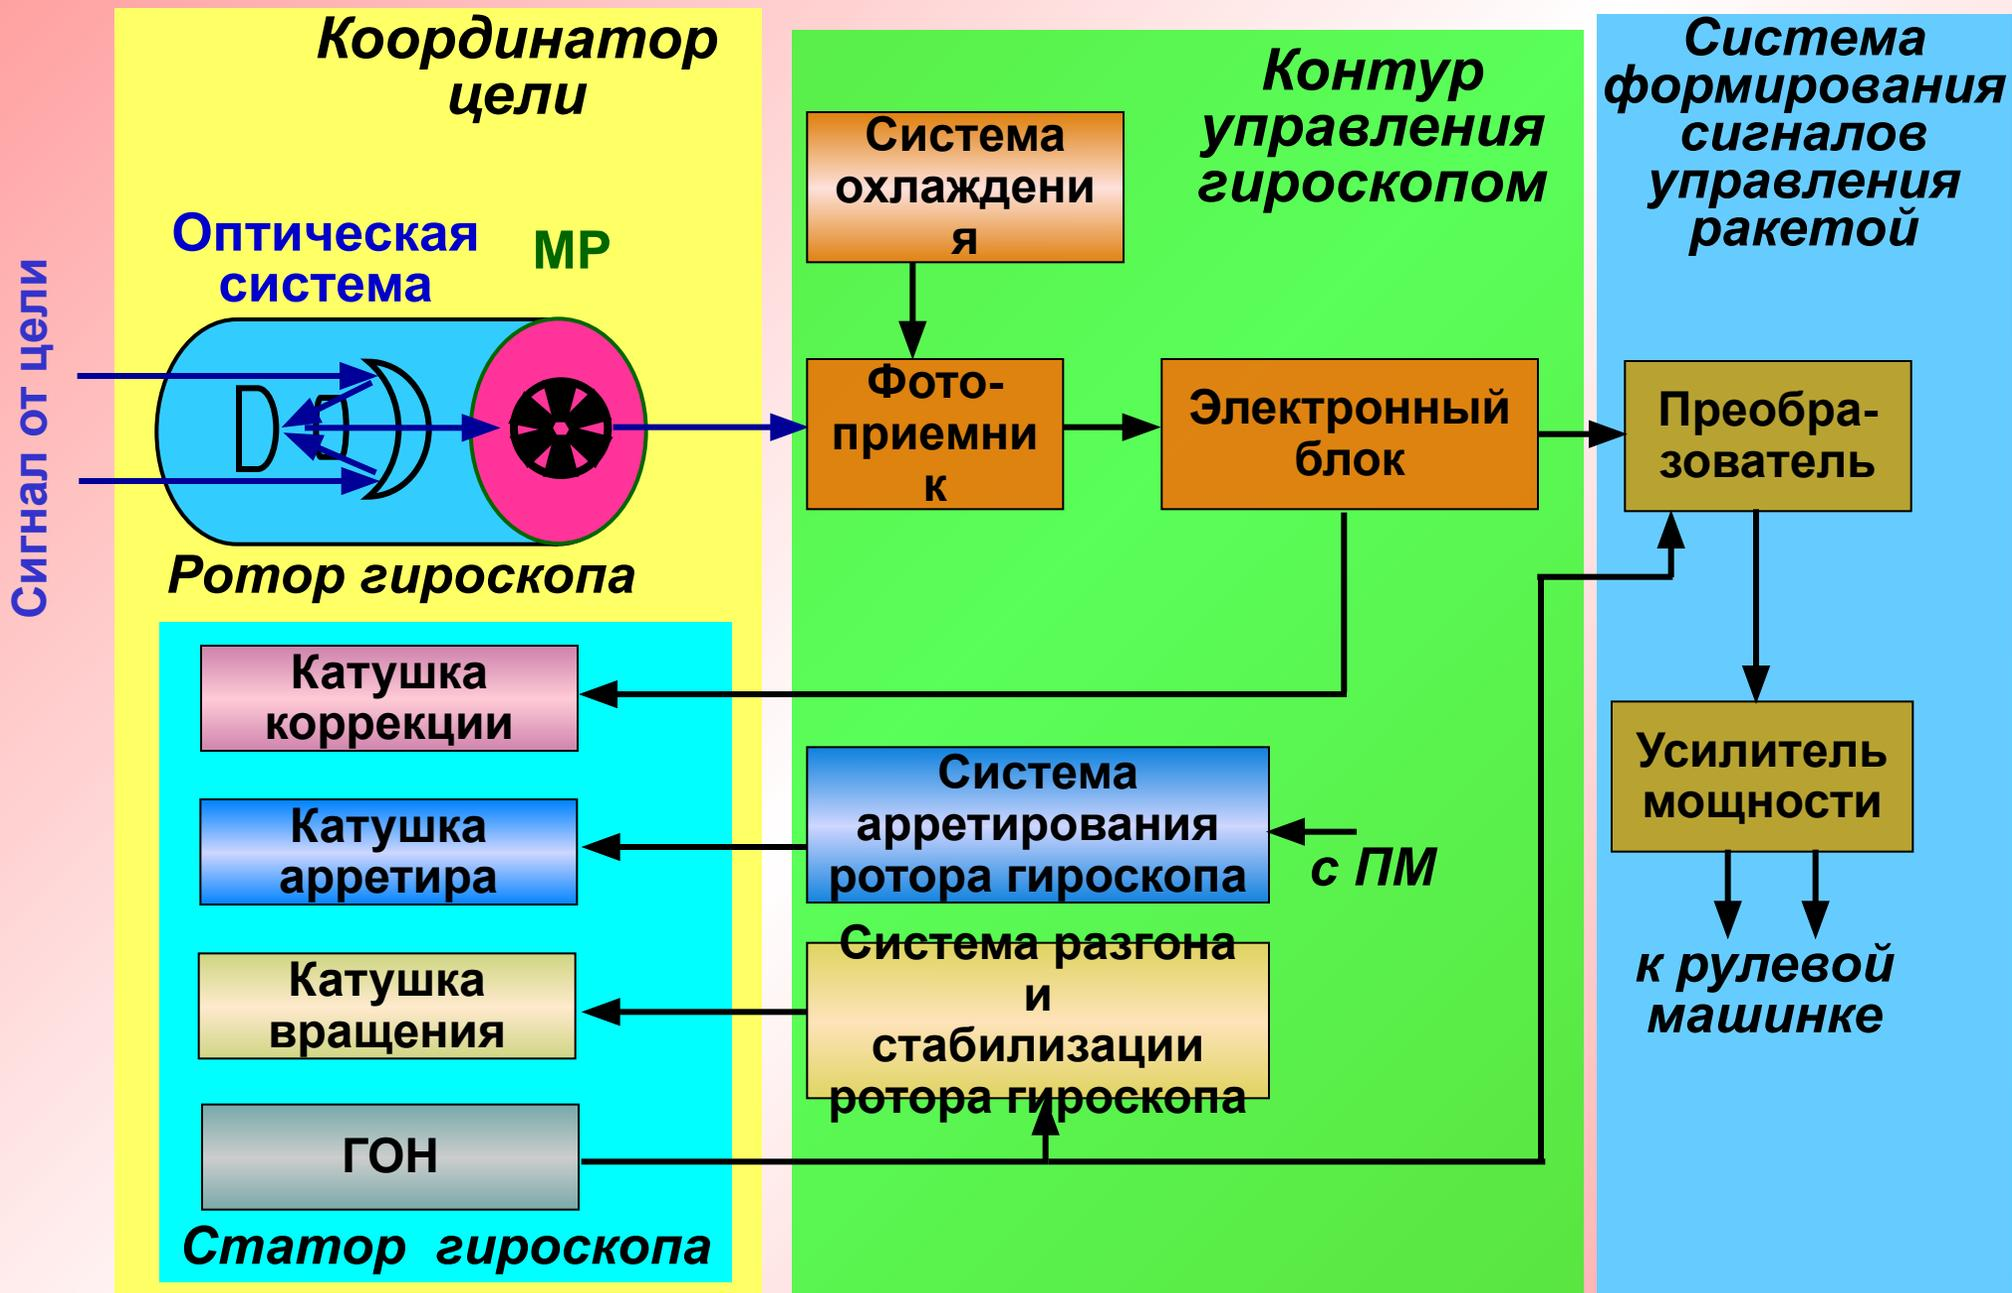 Координатор
цели
Контур
управления
гироскопом
Система
формирования
сигналов
управления
ракетой
Сигнал от цели
Оптическая
система
МР
Ротор гироскопа
Система
охлаждени
я
Фото-
приемни
к
Электронный
блок
Преобра-
зователь
Катушка
коррекции
Катушка
арретира
Катушка
вращения
ГОН
Статор гироскопа
Система
арретирования
ротора гироскопа
с ПМ
Система разгона
и
стабилизации
ротора гироскопа
Усилитель
мощности
к рулевой
машинке